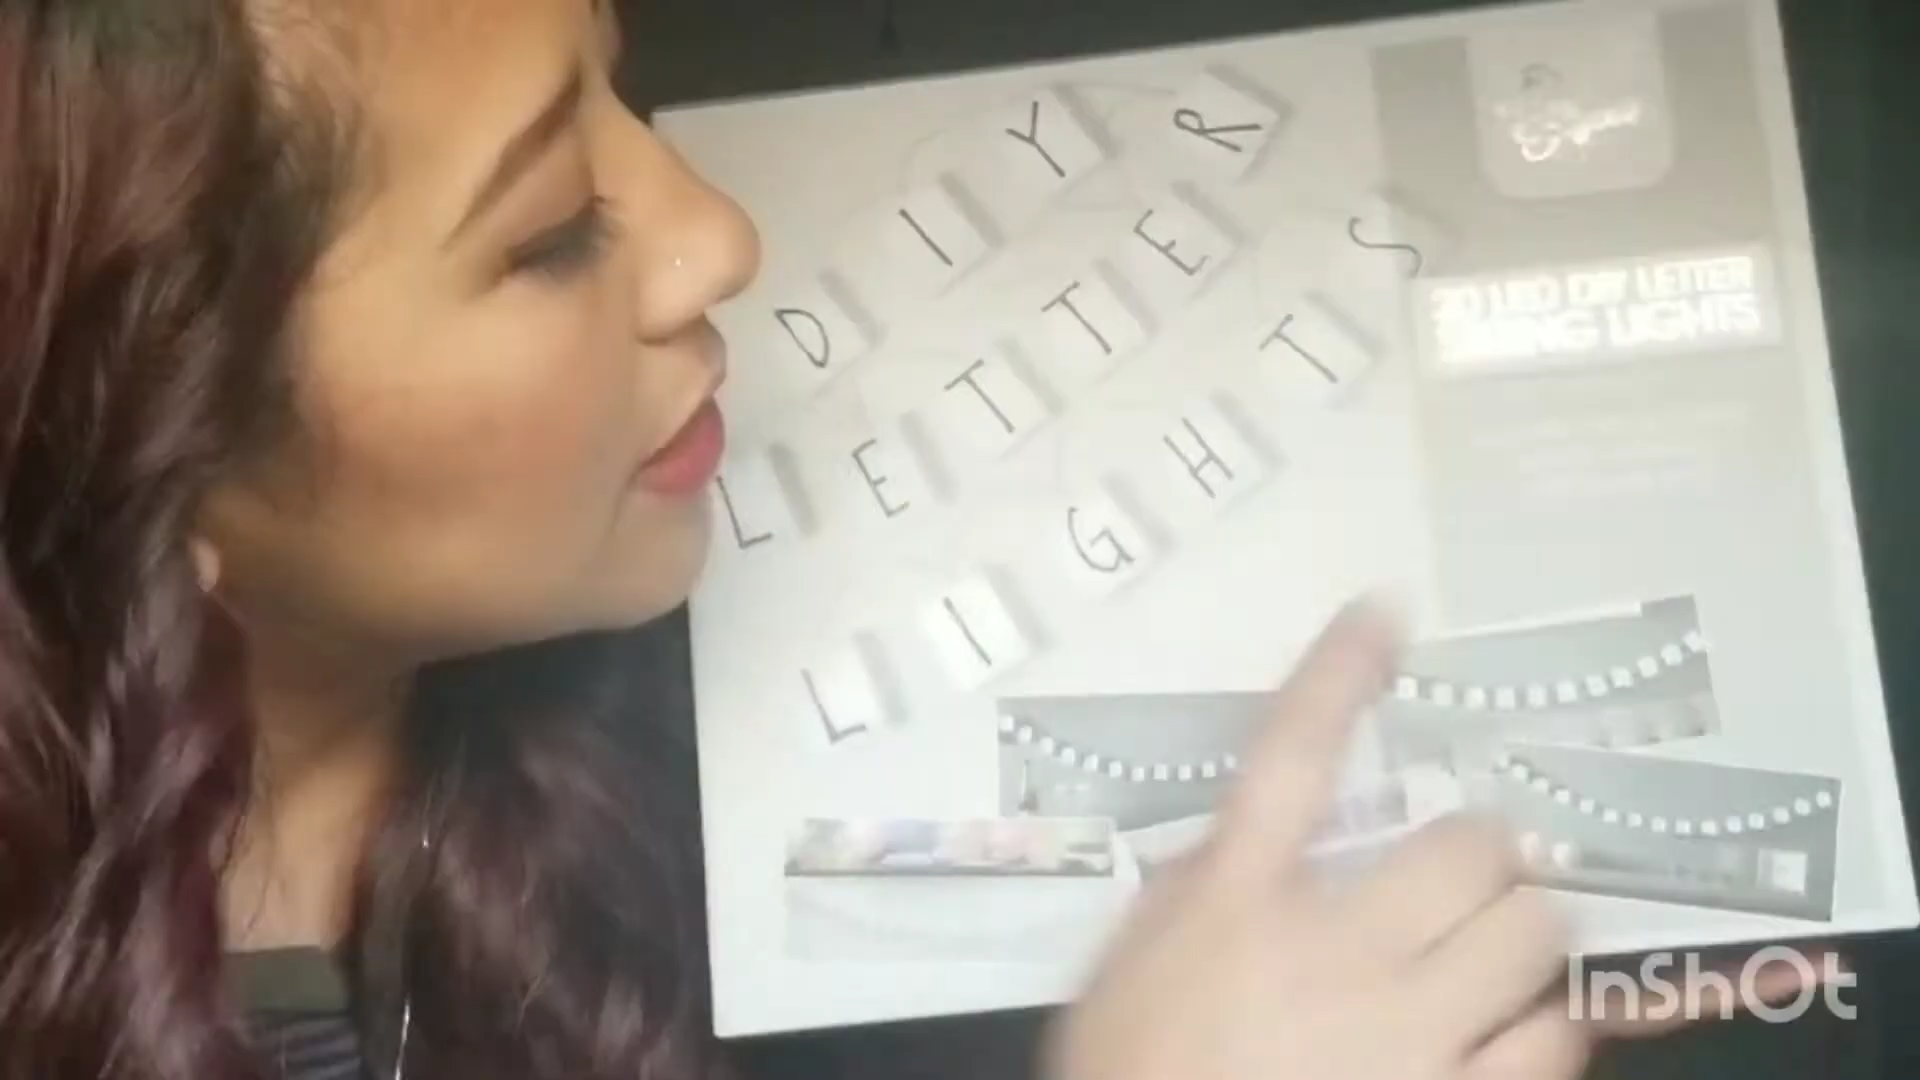 DIY
LETTER
LIGHTS
20 LED DIY LETTER
STRING LIGHTS
InShOt